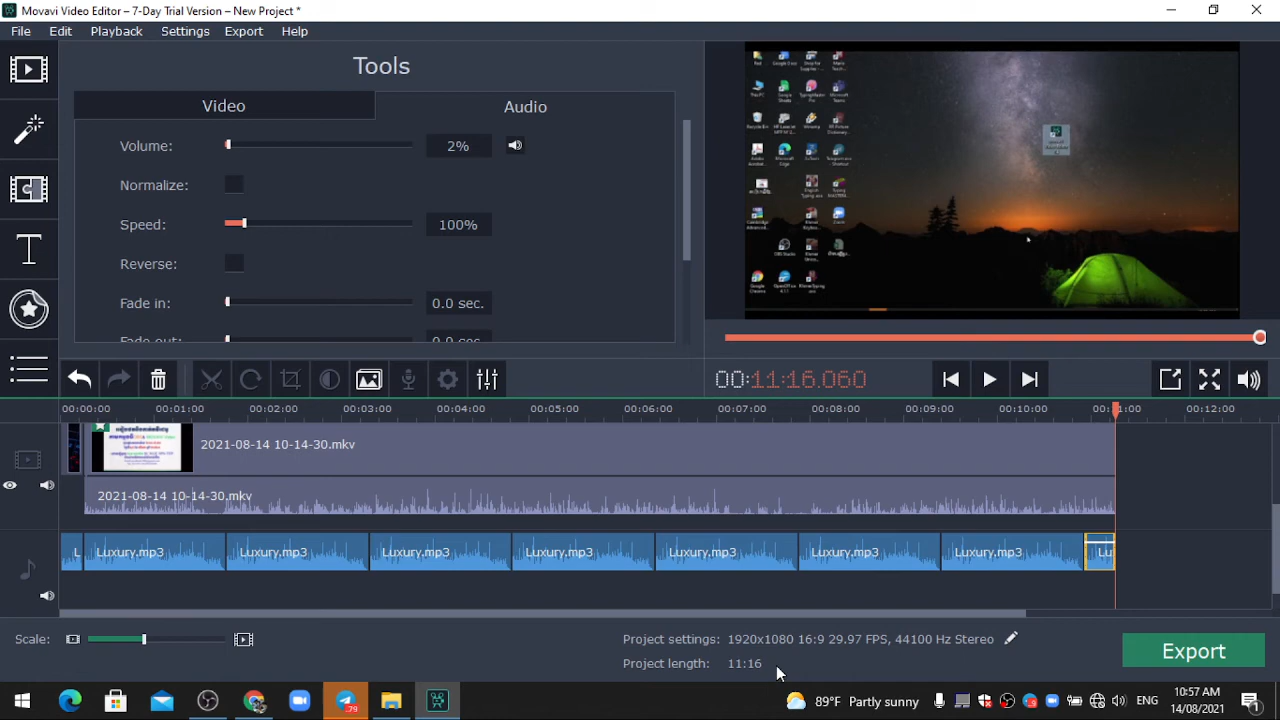 Movavi Video Editor – 7-Day Trial Version – New Project *
File Edit Playback Settings Export Help
Tools
Video Audio
Volume: 2%
Normalize:
Speed: 100%
Reverse:
Fade in: 0.0 sec.
Fade out: 0.0 sec.
00:11:16.060
00:00:00 00:01:00 00:02:00 00:03:00 00:04:00 00:05:00 00:06:00 00:07:00 00:08:00 00:09:00 00:10:00 00:11:00 00:12:00
2021-08-14 10-14-30.mkv
2021-08-14 10-14-30.mkv
L Luxury.mp3 Luxury.mp3 Luxury.mp3 Luxury.mp3 Luxury.mp3 Luxury.mp3 Luxury.mp3 Lu
Scale:
Project settings: 1920x1080 16:9 29.97 FPS, 44100 Hz Stereo
Project length: 11:16
Export
79
89°F Partly sunny
ENG
10:57 AM
14/08/2021
1